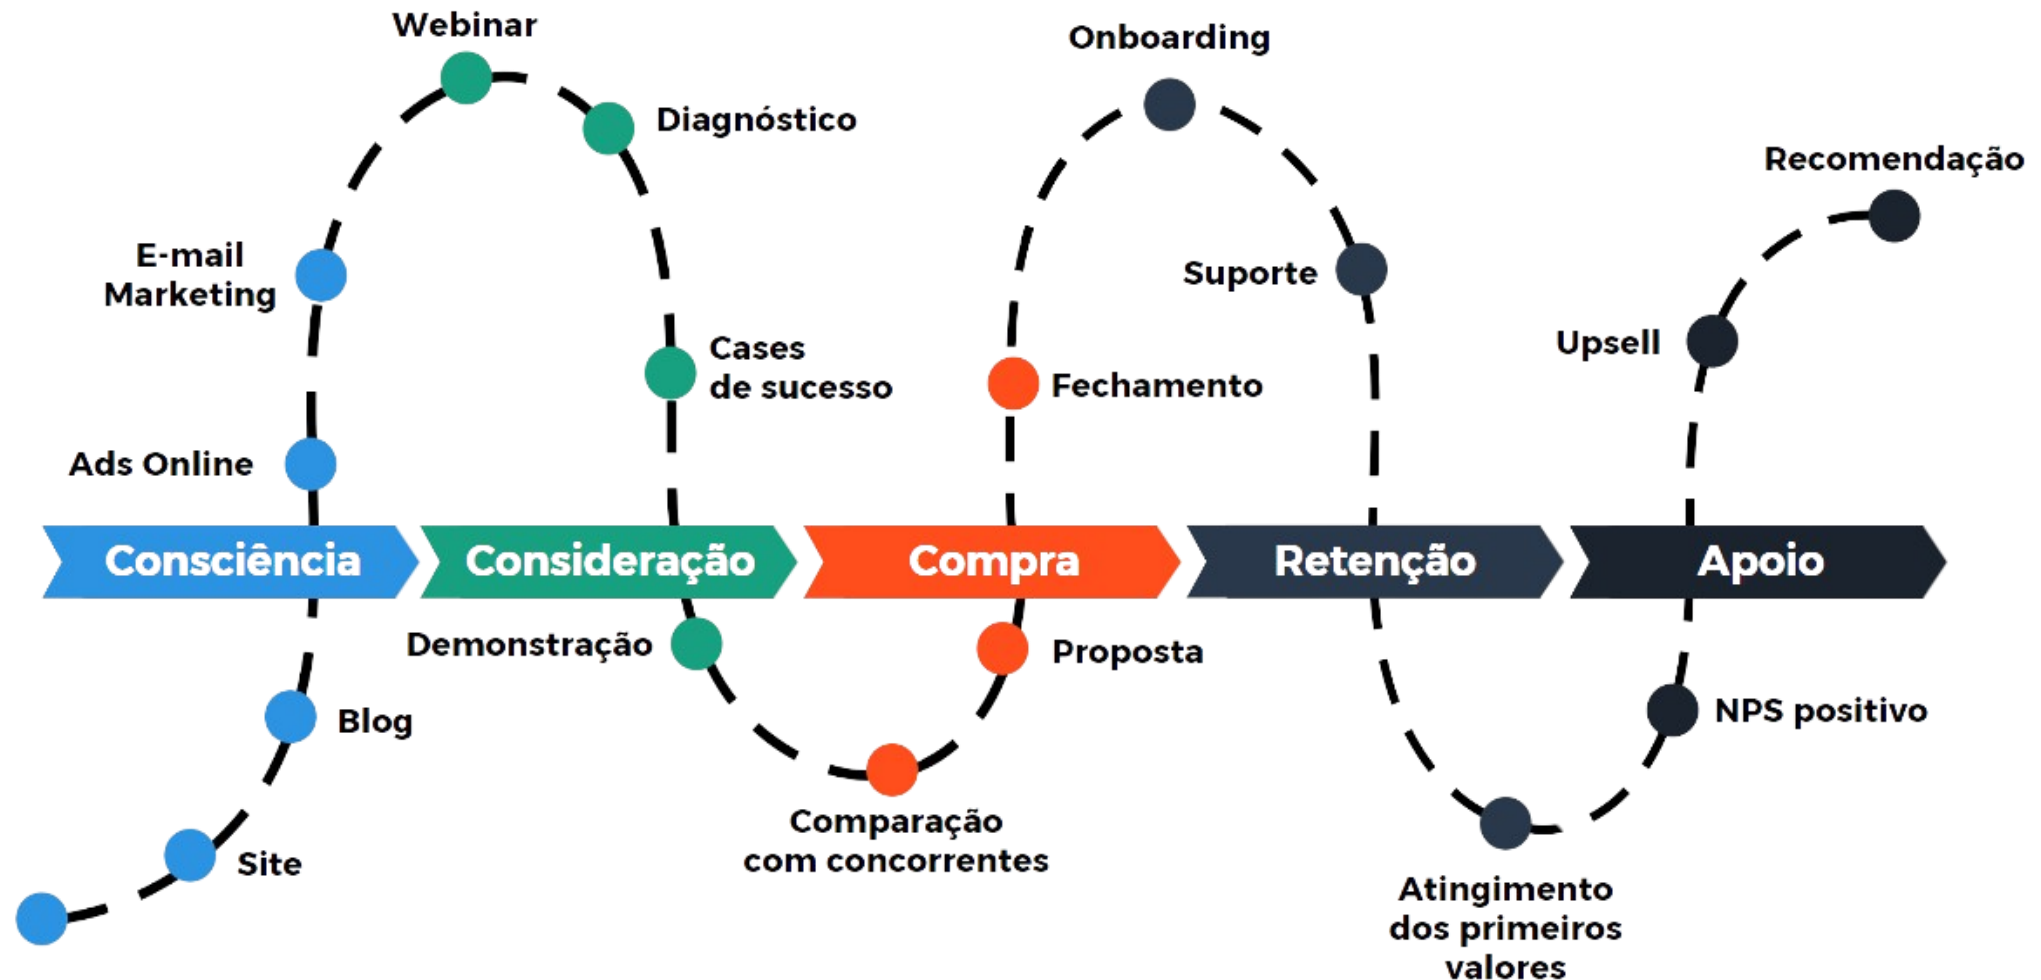 Webinar
Onboarding
Diagnóstico
Recomendação
E-mail
Marketing
Suporte
Upsell
Cases
de sucesso
Fechamento
Ads Online
Consciência
Consideração
Compra
Retenção
Apoio
Demonstração
Proposta
Blog
NPS positivo
Comparação
com concorrentes
Site
Atingimento
dos primeiros
valores